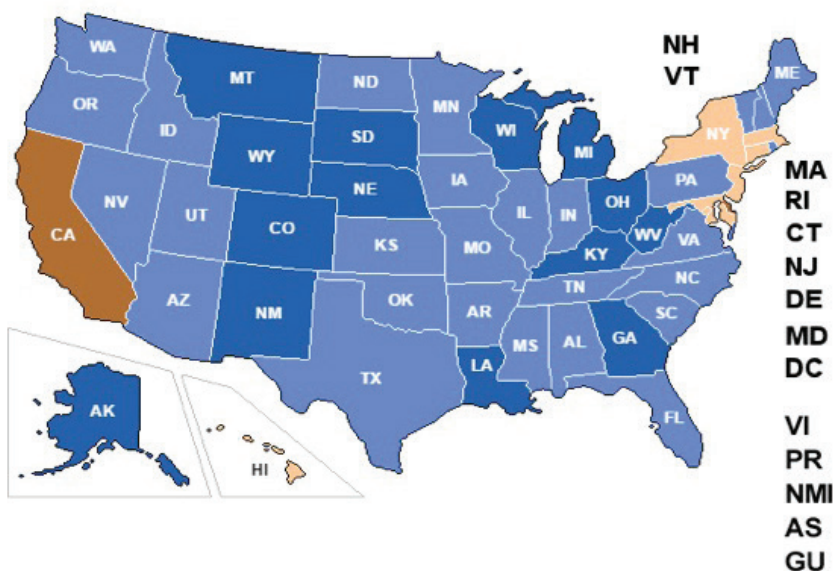 NH
VT
WA
MT
ND
MN
ME
OR
ID
SD
WI
MI
NY
WY
NE
IA
PA
MA
RI
CT
NJ
DE
MD
DC
NV
UT
CO
IL
IN
OH
WV
VA
CA
KS
MO
KY
NC
TN
SC
AZ
NM
OK
AR
MS
AL
GA
TX
LA
FL
AK
HI
VI
PR
NMI
AS
GU